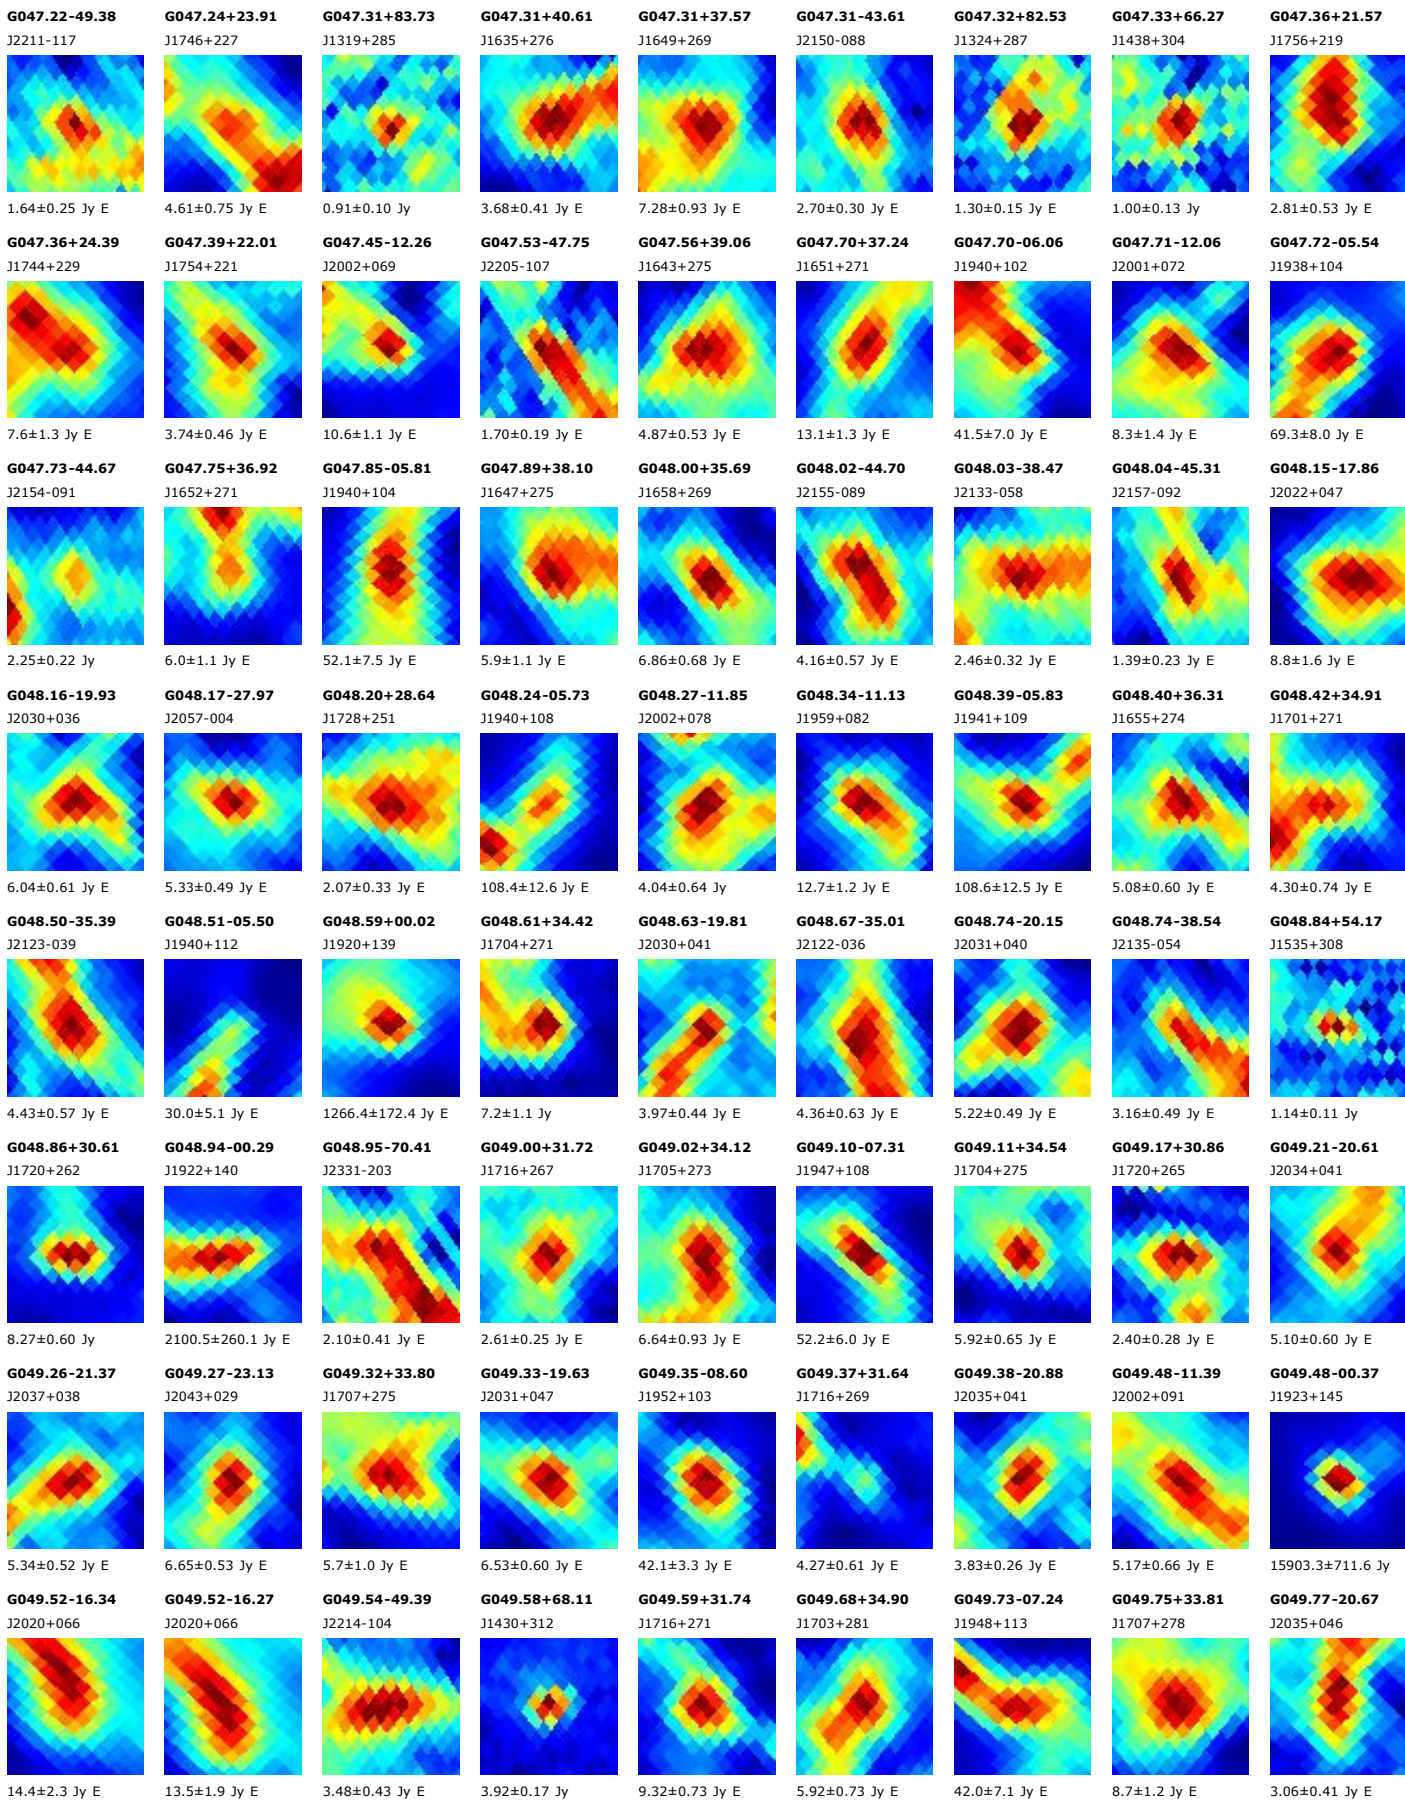 G047.22-49.38 G047.24+23.91 G047.31+83.73 G047.31+40.61 G047.31+37.57 G047.31-43.61 G047.32+82.53 G047.33+66.27 G047.36+21.57
J2211-117 J1746+227 J1319+285 J1635+276 J1649+269 J2150-088 J1324+287 J1438+304 J1756+219
1.64±0.25 Jy E 4.61±0.75 Jy E 0.91±0.10 Jy 3.68±0.41 Jy E 7.28±0.93 Jy E 2.70±0.30 Jy E 1.30±0.15 Jy E 1.00±0.13 Jy 2.81±0.53 Jy E
G047.36+24.39 G047.39+22.01 G047.45-12.26 G047.53-47.75 G047.56+39.06 G047.70+37.24 G047.70-06.06 G047.71-12.06 G047.72-05.54
J1744+229 J1754+221 J2002+069 J2205-107 J1643+275 J1651+271 J1940+102 J2001+072 J1938+104
7.6±1.3 Jy E 3.74±0.46 Jy E 10.6±1.1 Jy E 1.70±0.19 Jy E 4.87±0.53 Jy E 13.1±1.3 Jy E 41.5±7.0 Jy E 8.3±1.4 Jy E 69.3±8.0 Jy E
G047.73-44.67 G047.75+36.92 G047.85-05.81 G047.89+38.10 G048.00+35.69 G048.02-44.70 G048.03-38.47 G048.04-45.31 G048.15-17.86
J2154-091 J1652+271 J1940+104 J1647+275 J1658+269 J2155-089 J2133-058 J2157-092 J2022+047
2.25±0.22 Jy 6.0±1.1 Jy E 52.1±7.5 Jy E 5.9±1.1 Jy E 6.86±0.68 Jy E 4.16±0.57 Jy E 2.46±0.32 Jy E 1.39±0.23 Jy E 8.8±1.6 Jy E
G048.16-19.93 G048.17-27.97 G048.20+28.64 G048.24-05.73 G048.27-11.85 G048.34-11.13 G048.39-05.83 G048.40+36.31 G048.42+34.91
J2030+036 J2057-004 J1728+251 J1940+108 J2002+078 J1959+082 J1941+109 J1655+274 J1701+271
6.04±0.61 Jy E 5.33±0.49 Jy E 2.07±0.33 Jy E 108.4±12.6 Jy E 4.04±0.64 Jy 12.7±1.2 Jy E 108.6±12.5 Jy E 5.08±0.60 Jy E 4.30±0.74 Jy E
G048.50-35.39 G048.51-05.50 G048.59+00.02 G048.61+34.42 G048.63-19.81 G048.67-35.01 G048.74-20.15 G048.74-38.54 G048.84+54.17
J2123-039 J1940+112 J1920+139 J1704+271 J2030+041 J2122-036 J2031+040 J2135-054 J1535+308
4.43±0.57 Jy E 30.0±5.1 Jy E 1266.4±172.4 Jy E 7.2±1.1 Jy 3.97±0.44 Jy E 4.36±0.63 Jy E 5.22±0.49 Jy E 3.16±0.49 Jy E 1.14±0.11 Jy
G048.86+30.61 G048.94-00.29 G048.95-70.41 G049.00+31.72 G049.02+34.12 G049.10-07.31 G049.11+34.54 G049.17+30.86 G049.21-20.61
J1720+262 J1922+140 J2331-203 J1716+267 J1705+273 J1947+108 J1704+275 J1720+265 J2034+041
8.27±0.60 Jy 2100.5±260.1 Jy E 2.10±0.41 Jy E 2.61±0.25 Jy E 6.64±0.93 Jy E 52.2±6.0 Jy E 5.92±0.65 Jy E 2.40±0.28 Jy E 5.10±0.60 Jy E
G049.26-21.37 G049.27-23.13 G049.32+33.80 G049.33-19.63 G049.35-08.60 G049.37+31.64 G049.38-20.88 G049.48-11.39 G049.48-00.37
J2037+038 J2043+029 J1707+275 J2031+047 J1952+103 J1716+269 J2035+041 J2002+091 J1923+145
5.34±0.52 Jy E 6.65±0.53 Jy E 5.7±1.0 Jy E 6.53±0.60 Jy E 42.1±3.3 Jy E 4.27±0.61 Jy E 3.83±0.26 Jy E 5.17±0.66 Jy E 15903.3±711.6 Jy
G049.52-16.34 G049.52-16.27 G049.54-49.39 G049.58+68.11 G049.59+31.74 G049.68+34.90 G049.73-07.24 G049.75+33.81 G049.77-20.67
J2020+066 J2020+066 J2214-104 J1430+312 J1716+271 J1703+281 J1948+113 J1707+278 J2035+046
14.4±2.3 Jy E 13.5±1.9 Jy E 3.48±0.43 Jy E 3.92±0.17 Jy 9.32±0.73 Jy E 5.92±0.73 Jy E 42.0±7.1 Jy E 8.7±1.2 Jy E 3.06±0.41 Jy E